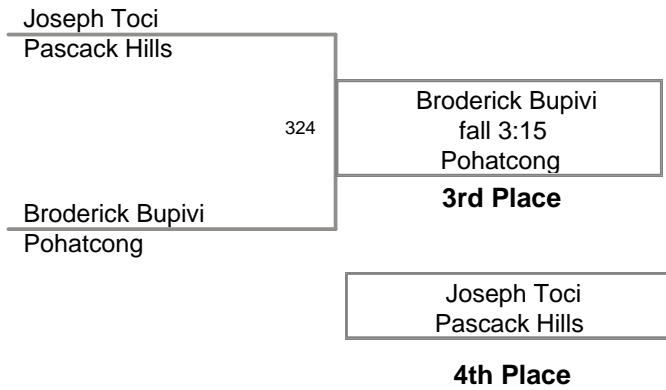 Joseph Toci
Pascack Hills
324
Broderick Bupivi
fall 3:15
Pohatcong
3rd Place
Broderick Bupivi
Pohatcong
Joseph Toci
Pascack Hills
4th Place